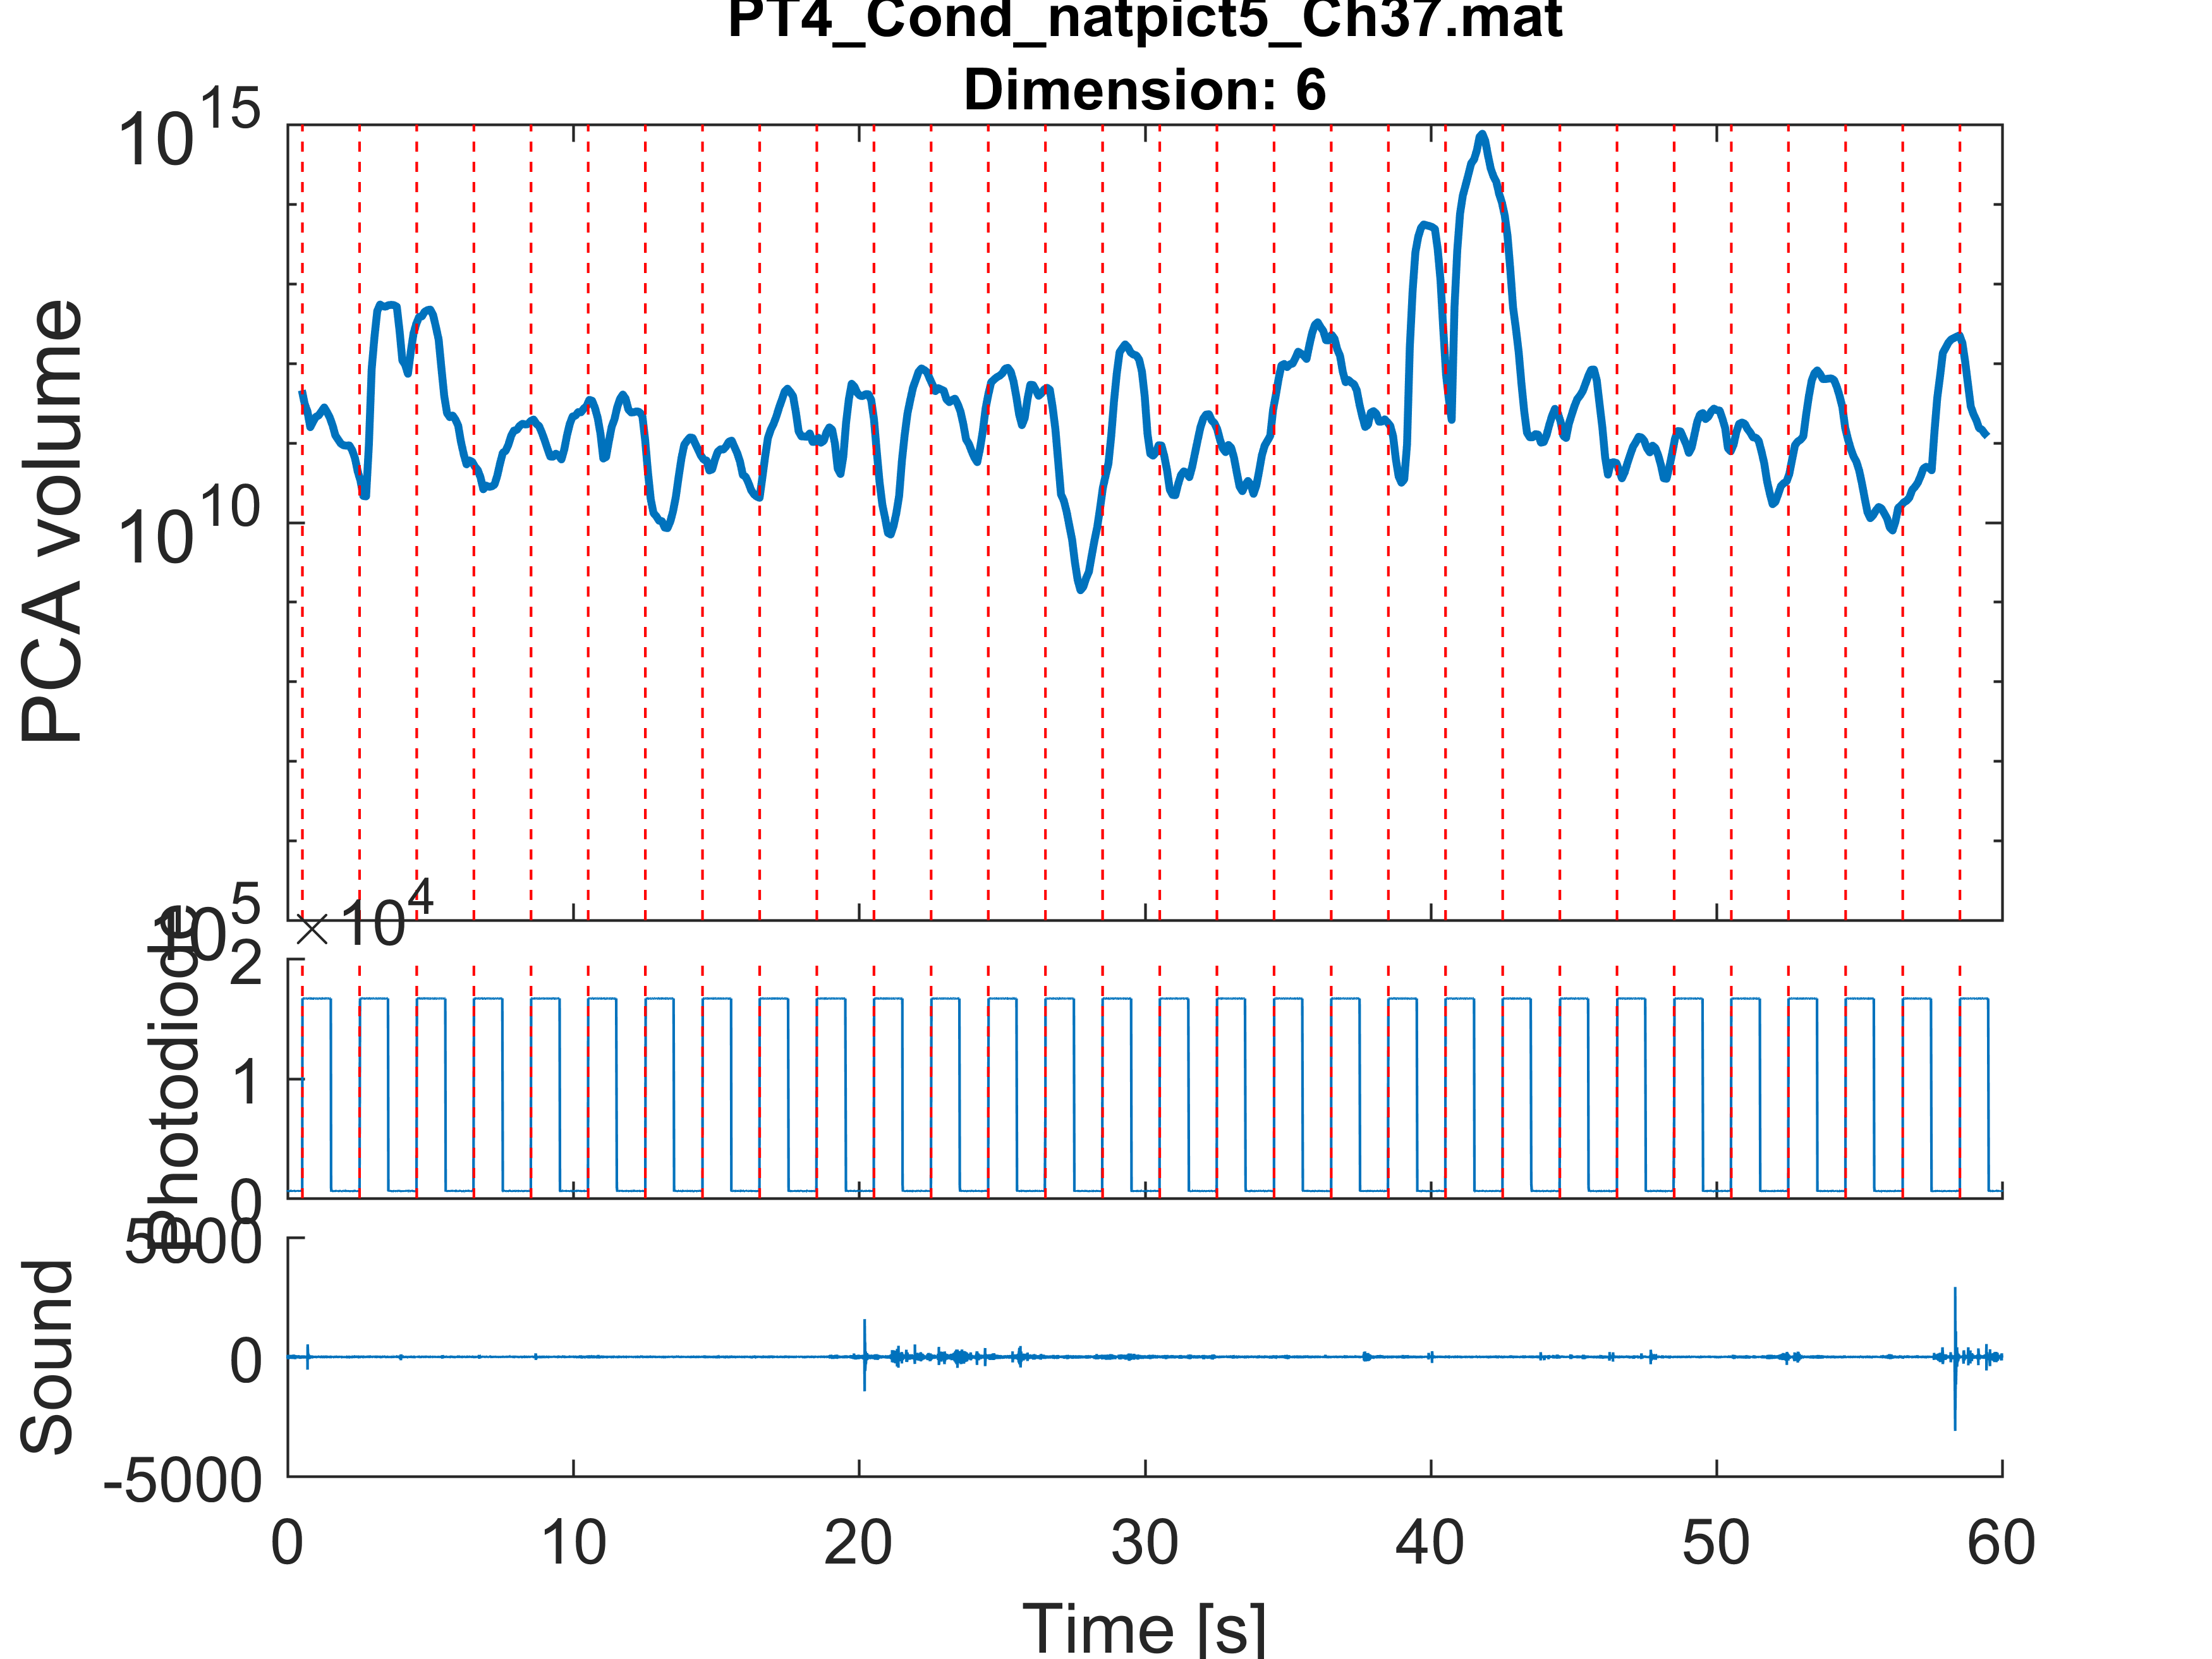 PT4_Cond_natpict5_Ch37.mat
Dimension: 6
10^15
10^10
10^5
PCA volume
× 10^4
2
1
0
Photodiode
5000
0
-5000
Sound
0 10 20 30 40 50 60
Time [s]